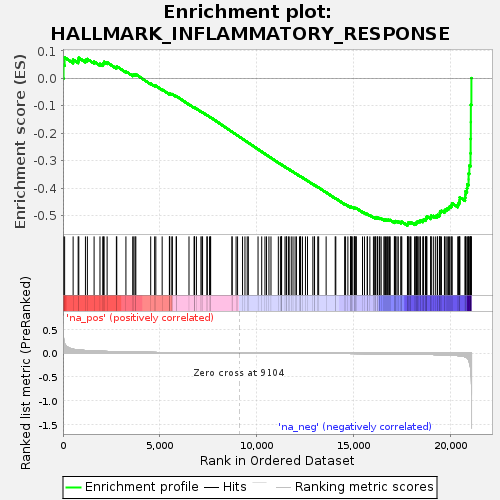 Enrichment plot:
HALLMARK_INFLAMMATORY_RESPONSE
Enrichment score (ES)
0.1
0.0
-0.1
-0.2
-0.3
-0.4
-0.5
'na_pos' (positively correlated)
Ranked list metric (PreRanked)
0.5
0.0
-0.5
-1.0
-1.5
Zero cross at 9104
'na_neg' (negatively correlated)
0
5,000
10,000
15,000
20,000
Rank in Ordered Dataset
Enrichment profile
Hits
Ranking metric scores